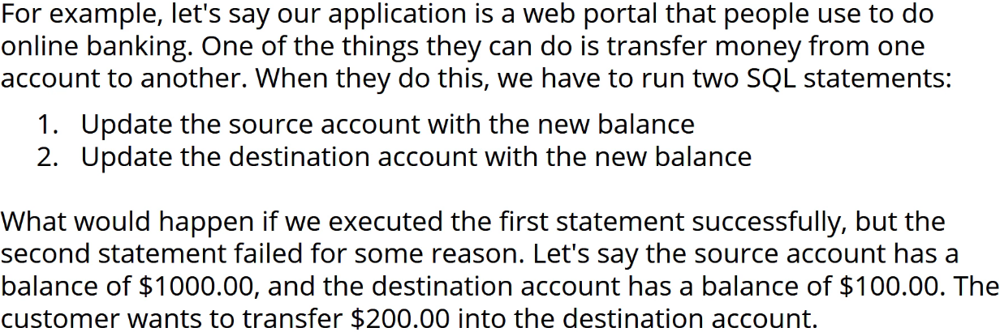 For example, let's say our application is a web portal that people use to do
online banking. One of the things they can do is transfer money from one
account to another. When they do this, we have to run two SQL statements:
1. Update the source account with the new balance
2. Update the destination account with the new balance
What would happen if we executed the first statement successfully, but the
second statement failed for some reason. Let's say the source account has a
balance of $1000.00, and the destination account has a balance of $100.00. The
customer wants to transfer $200.00 into the destination account.